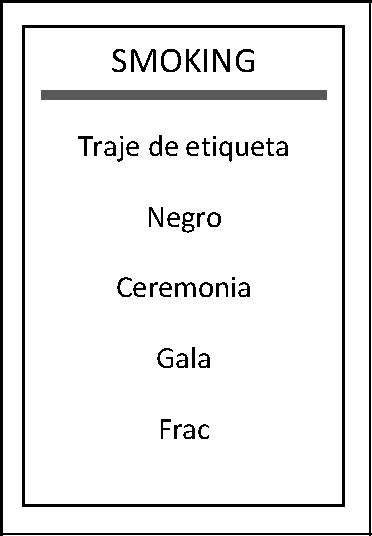 SMOKING
Traje de etiqueta
Negro
Ceremonia
Gala
Frac